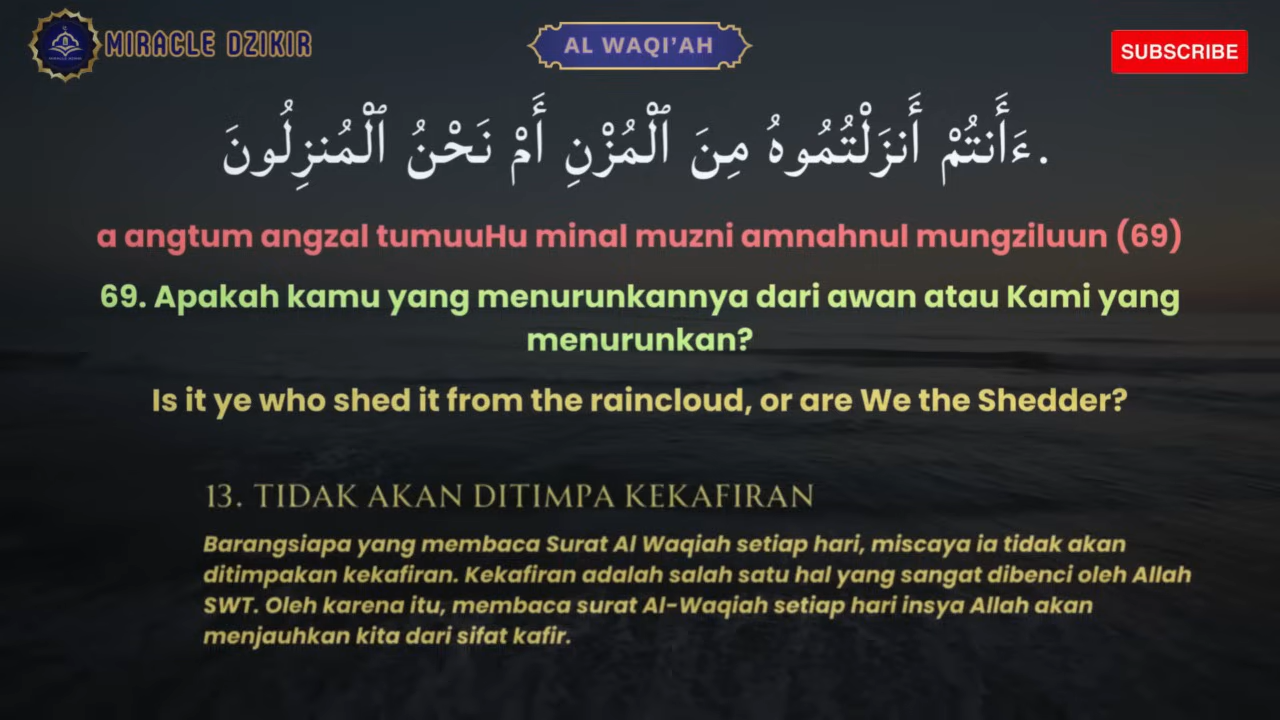 MIRACLE DZIKIR
AL WAQI'AH
SUBSCRIBE
ءَأَنتُمْ أَنزَلْتُمُوهُ مِنَ ٱلْمُزْنِ أَمْ نَحْنُ ٱلْمُنزِلُونَ.
a angtum angzal tumuuHu minal muzni amnahnul mungziluun (69)
69. Apakah kamu yang menurunkannya dari awan atau Kami yang
menurunkan?
Is it ye who shed it from the raincloud, or are We the Shedder?
13. TIDAK AKAN DITIMPA KEKAFIRAN
Barangsiapa yang membaca Surat Al Waqiah setiap hari, miscaya ia tidak akan
ditimpakan kekafiran. Kekafiran adalah salah satu hal yang sangat dibenci oleh Allah
SWT. Oleh karena itu, membaca surat Al-Waqiah setiap hari insya Allah akan
menjauhkan kita dari sifat kafir.